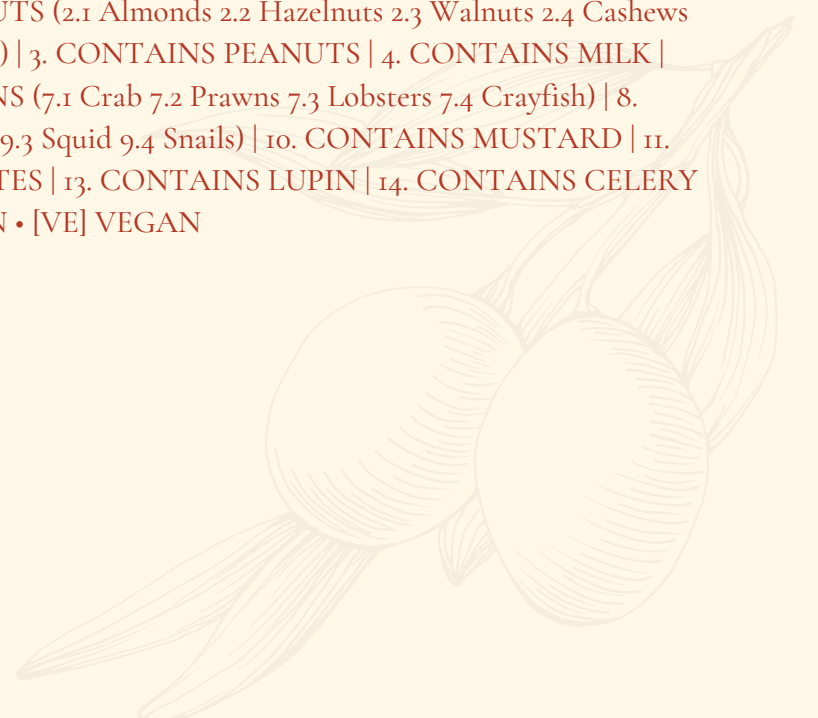 UTS (2.1 Almonds 2.2 Hazelnuts 2.3 Walnuts 2.4 Cashews
) | 3. CONTAINS PEANUTS | 4. CONTAINS MILK |
NS (7.1 Crab 7.2 Prawns 7.3 Lobsters 7.4 Crayfish) | 8.
9.3 Squid 9.4 Snails) | 10. CONTAINS MUSTARD | 11.
TES | 13. CONTAINS LUPIN | 14. CONTAINS CELERY
N • [VE] VEGAN